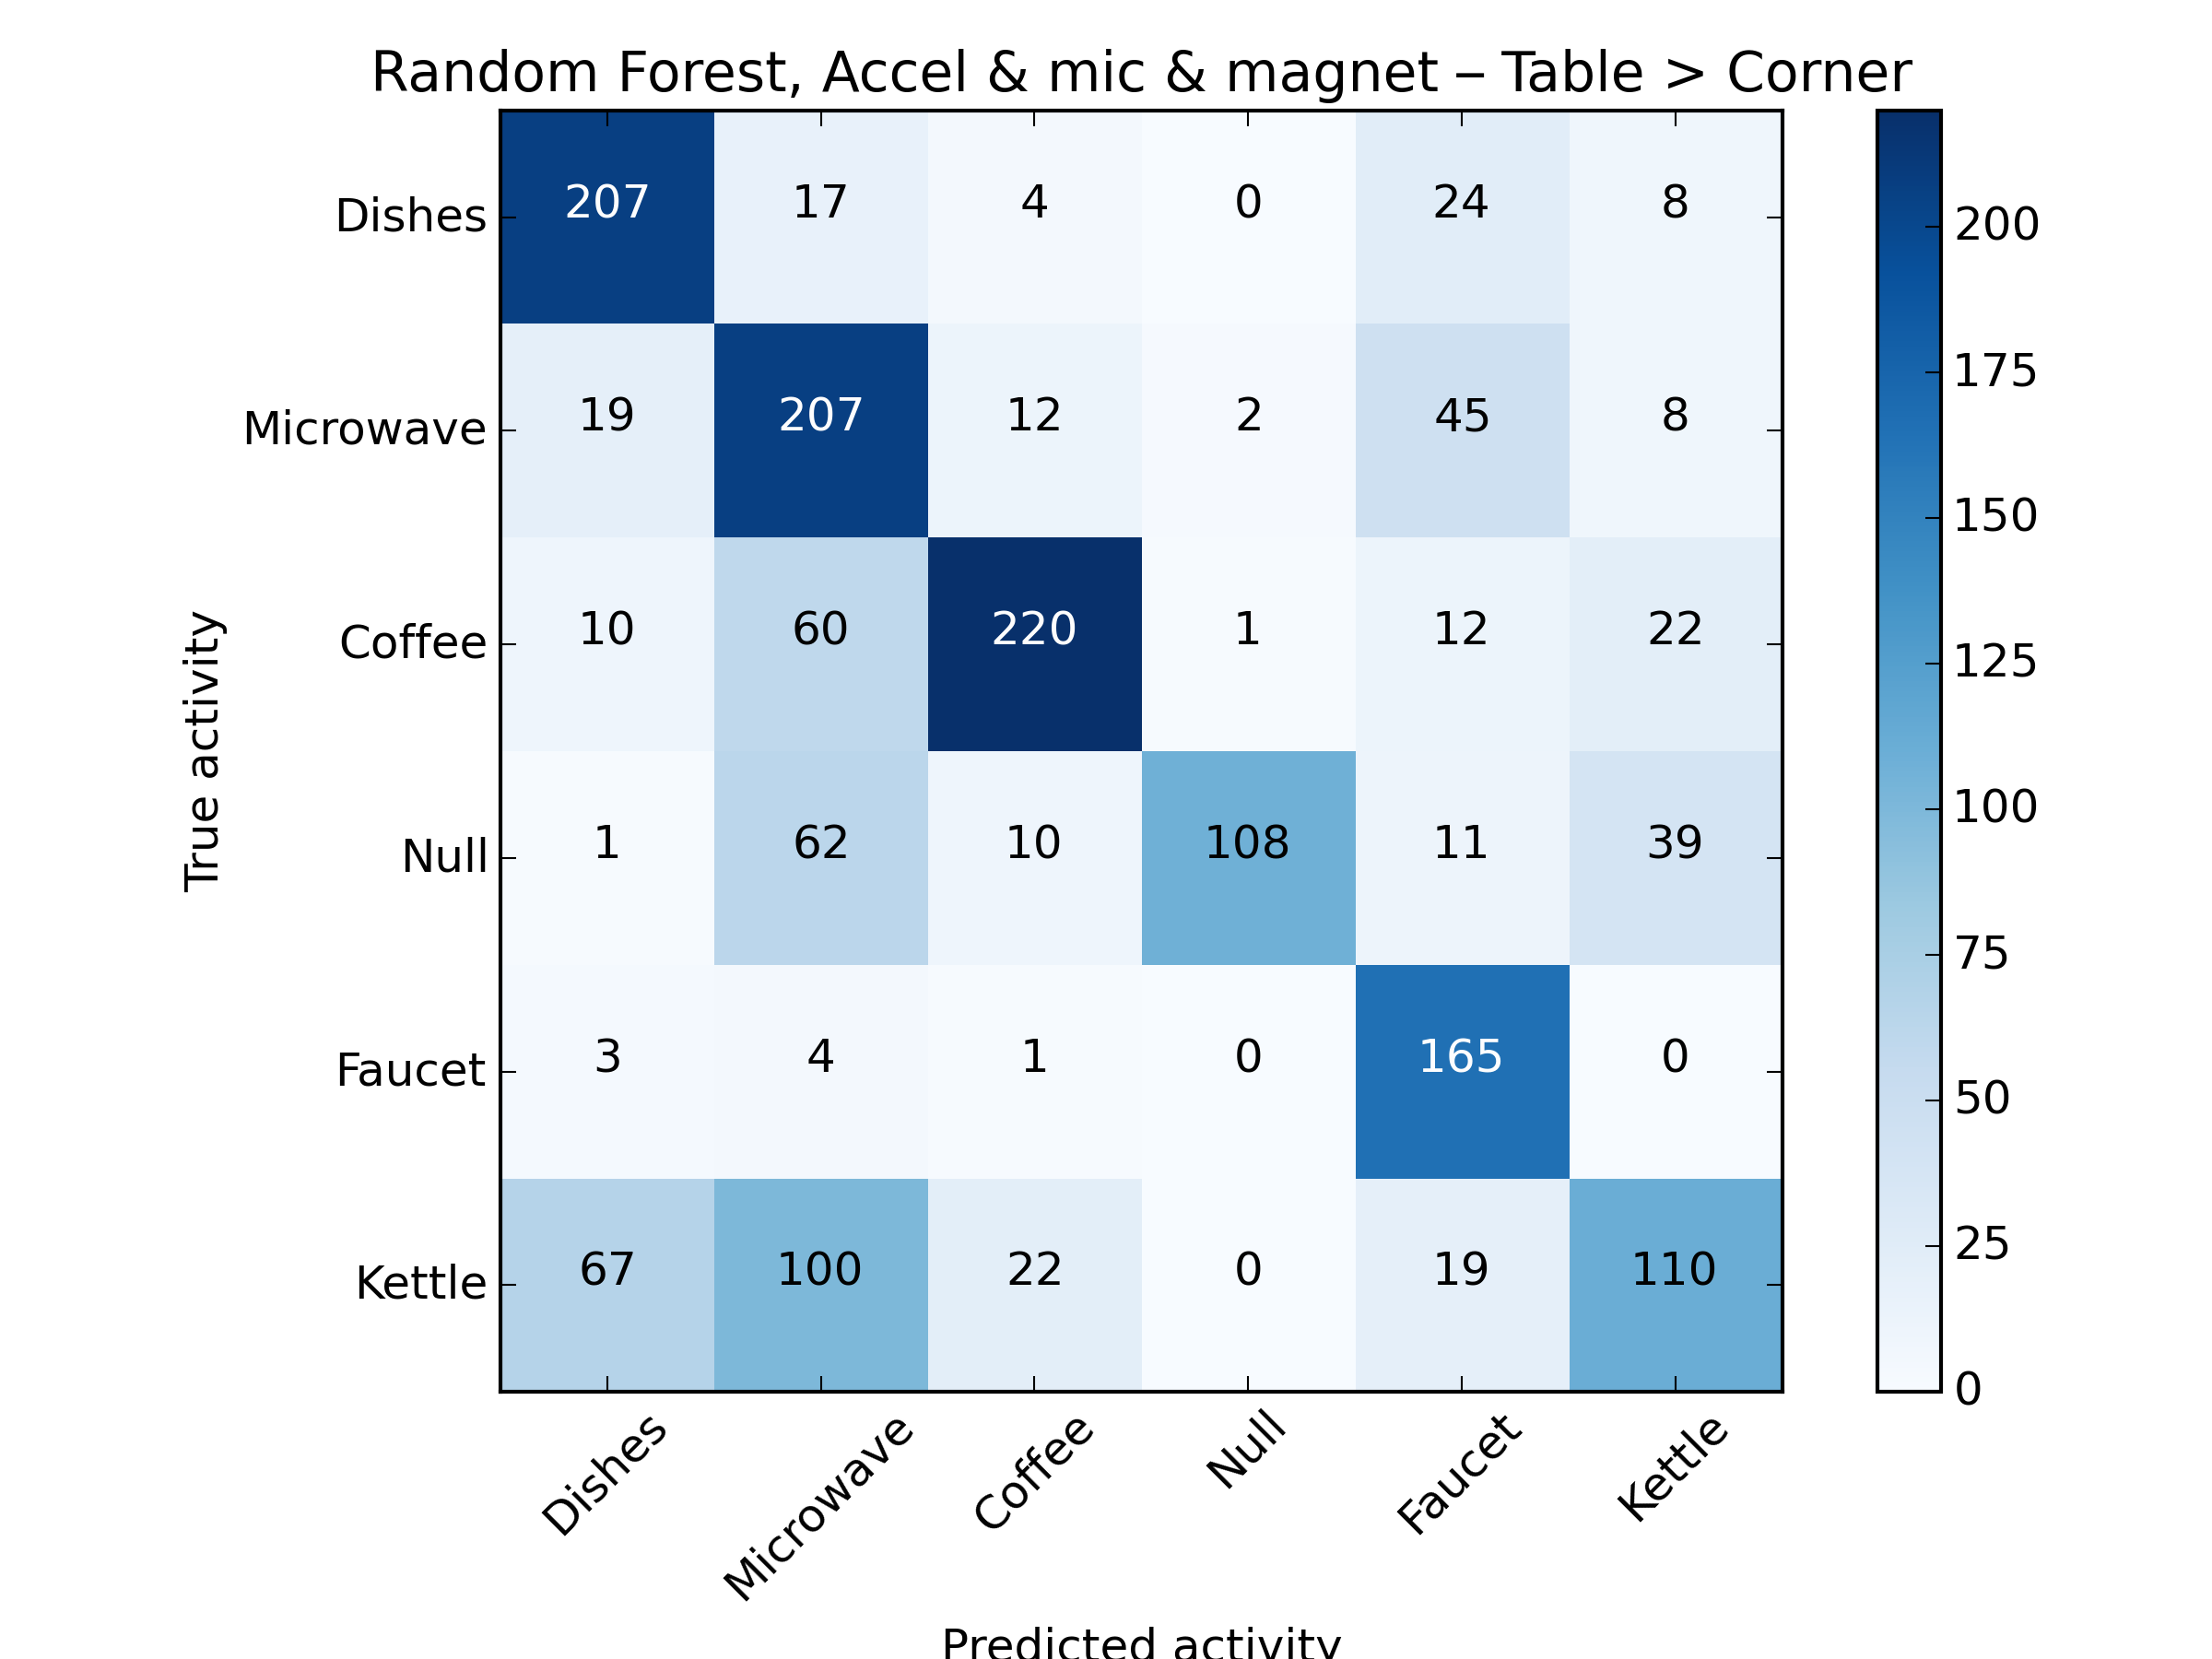 Random Forest, Accel & mic & magnet – Table > Corner
Dishes 207 17 4 0 24 8
Microwave 19 207 12 2 45 8
Coffee 10 60 220 1 12 22
Null 1 62 10 108 11 39
Faucet 3 4 1 0 165 0
Kettle 67 100 22 0 19 110
True activity
Dishes Microwave Coffee Null Faucet Kettle
Predicted activity
200
175
150
125
100
75
50
25
0